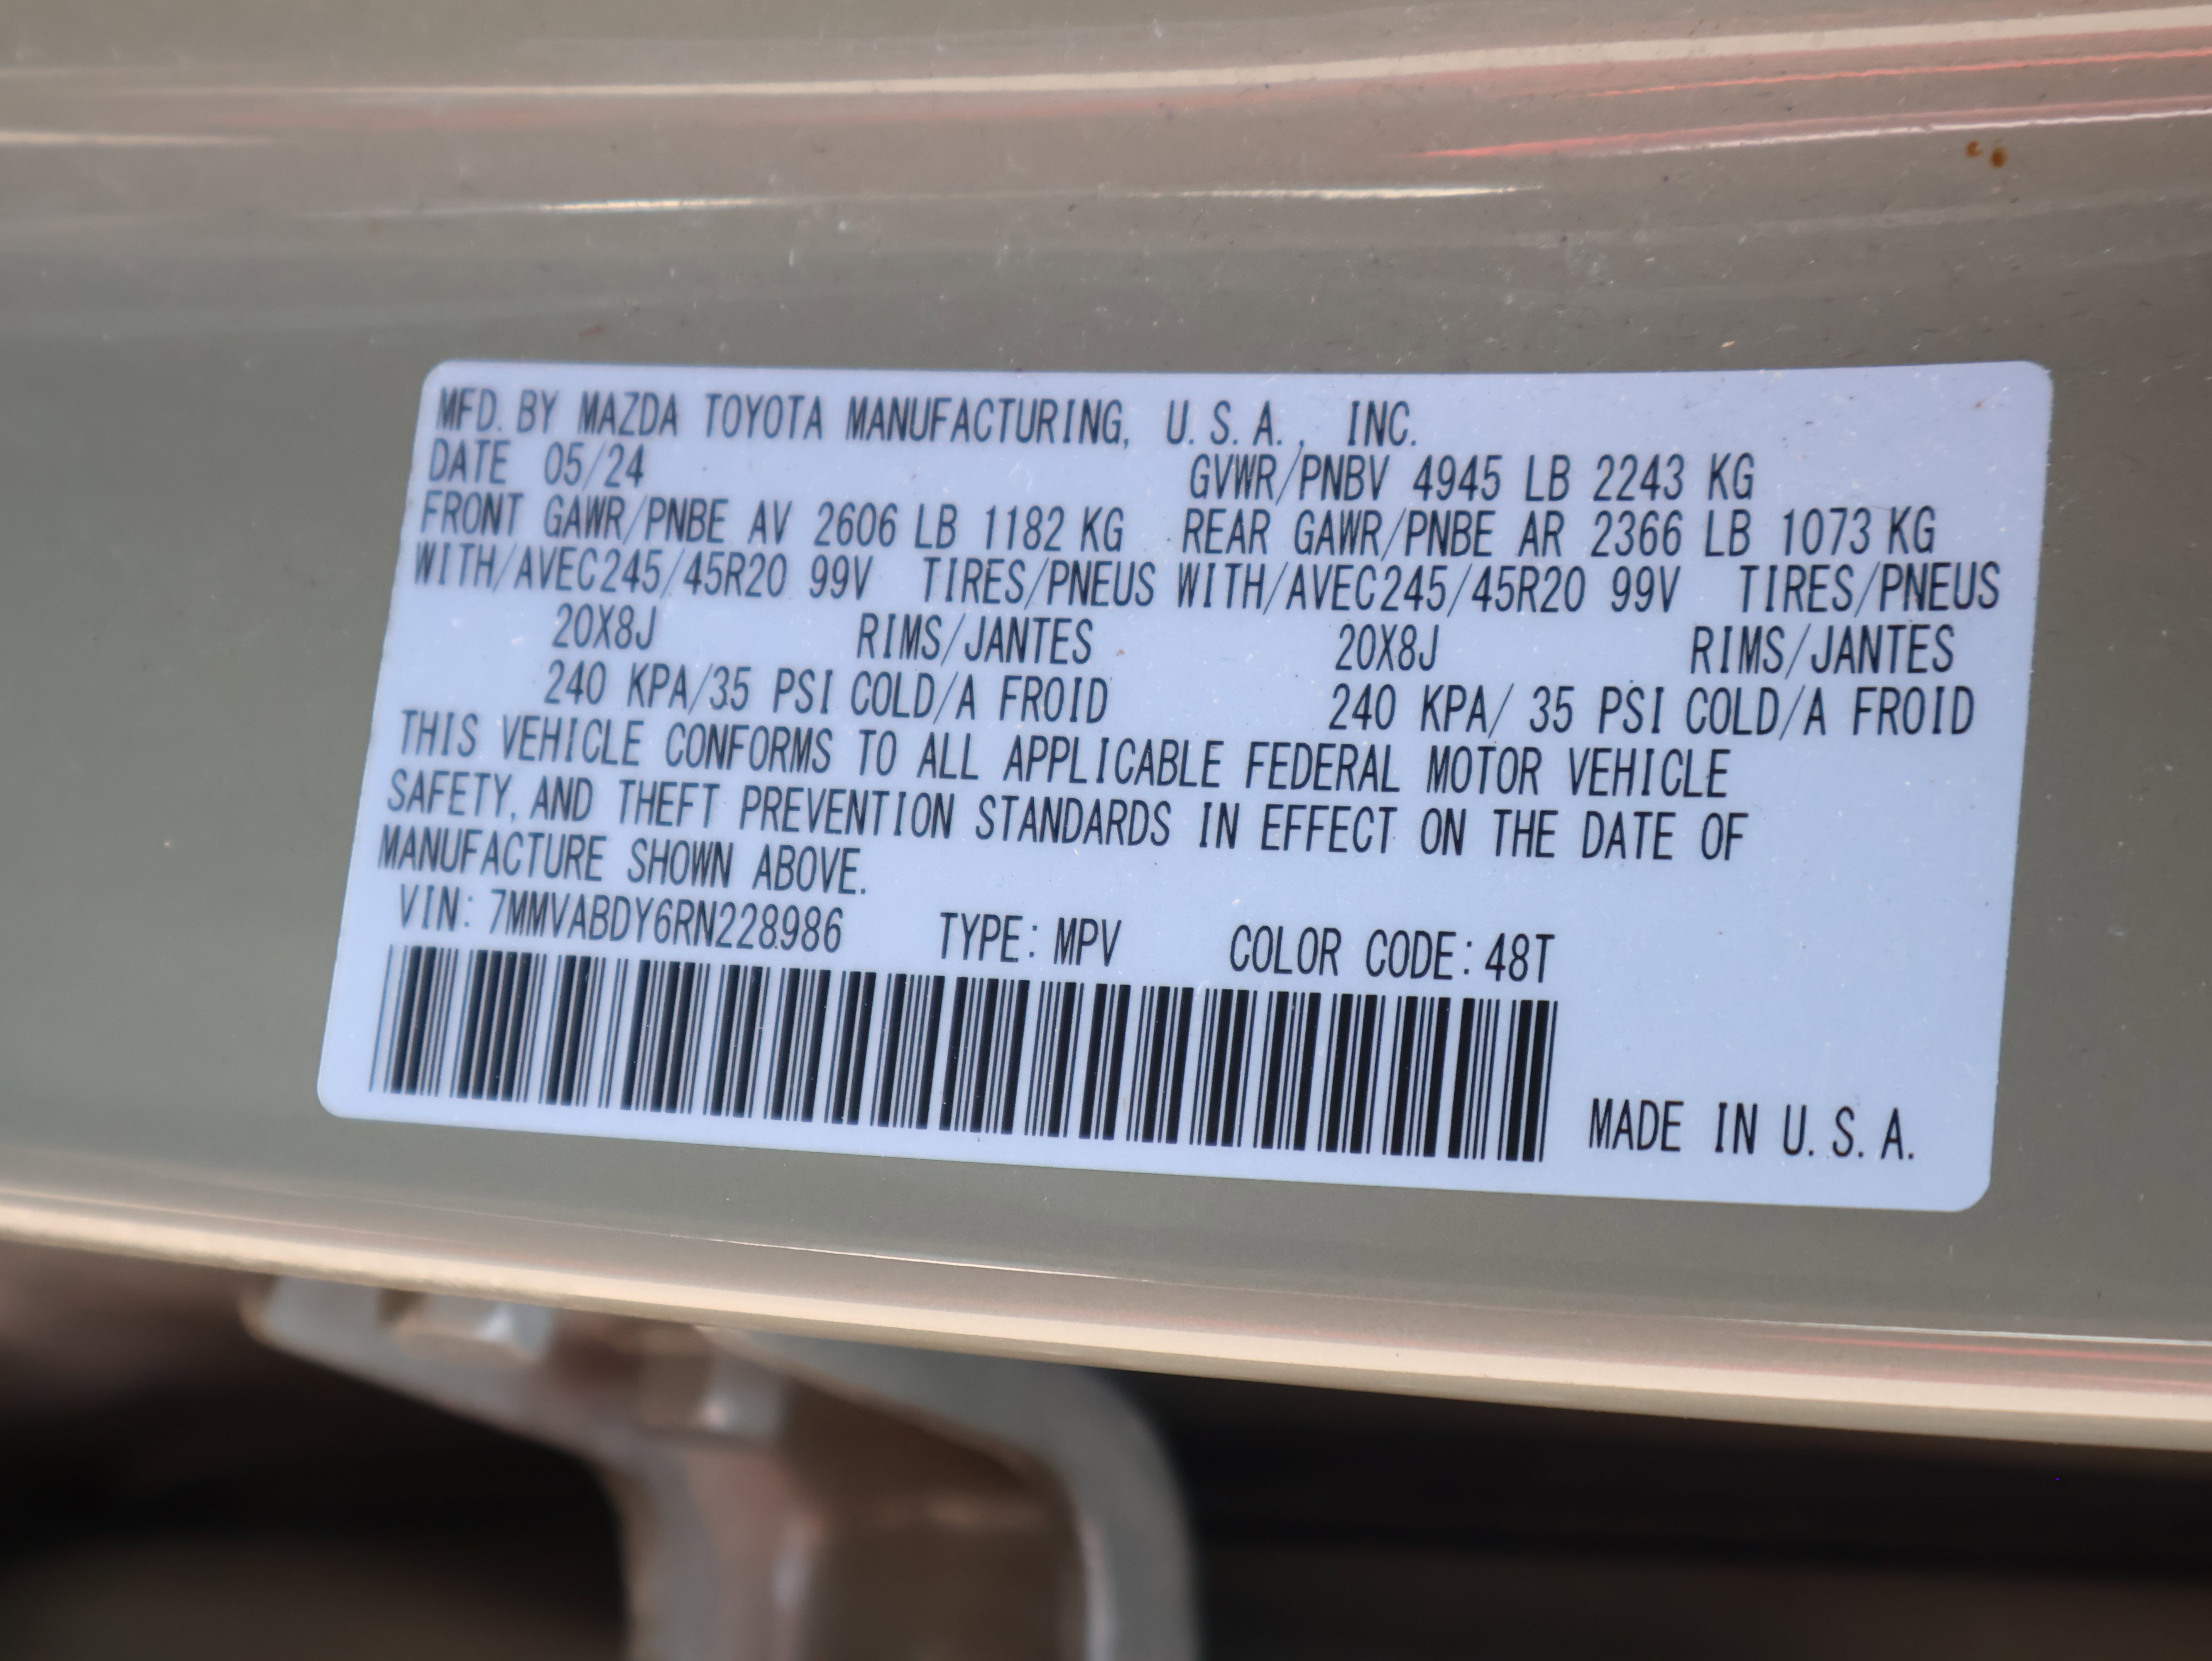 MFD. BY MAZDA TOYOTA MANUFACTURING, U.S.A., INC.
DATE 05/24 GVWR/PNBV 4945 LB 2243 KG
FRONT GAWR/PNBE AV 2606 LB 1182 KG REAR GAWR/PNBE AR 2366 LB 1073 KG
WITH/AVEC245/45R20 99V TIRES/PNEUS WITH/AVEC245/45R20 99V TIRES/PNEUS
20X8J RIMS/JANTES 20X8J RIMS/JANTES
240 KPA/35 PSI COLD/A FROID 240 KPA/ 35 PSI COLD/A FROID
THIS VEHICLE CONFORMS TO ALL APPLICABLE FEDERAL MOTOR VEHICLE
SAFETY, AND THEFT PREVENTION STANDARDS IN EFFECT ON THE DATE OF
MANUFACTURE SHOWN ABOVE.
VIN: 7MMVABDY6RN228986 TYPE: MPV COLOR CODE: 48T
MADE IN U.S.A.